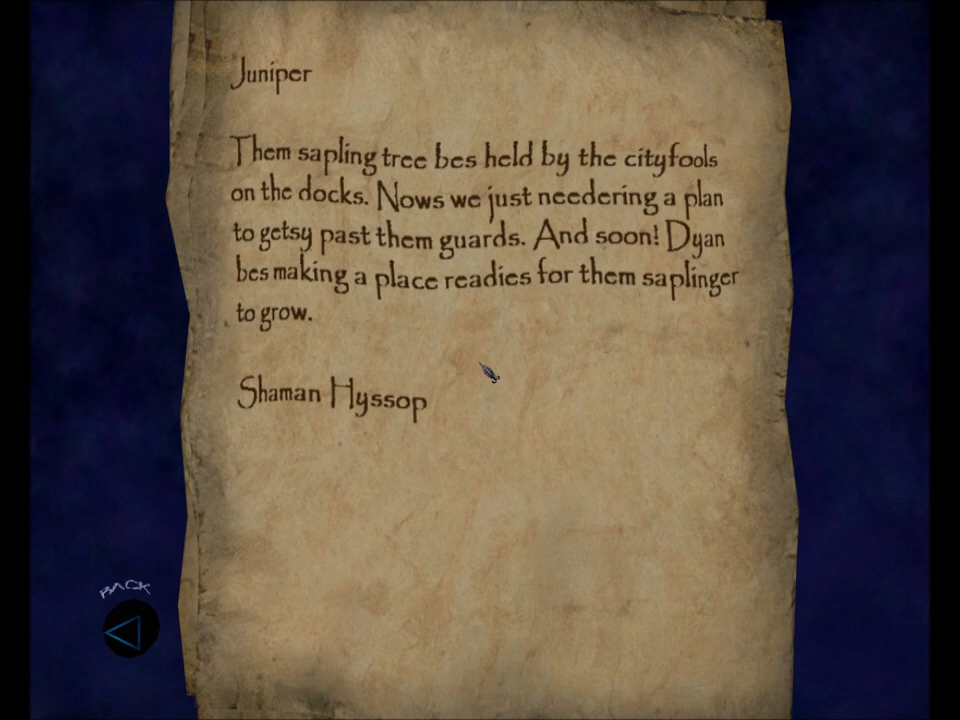 Juniper
Them sapling tree bes held by the cityfools
on the docks. Nows we just needering a plan
to getsy past them guards. And soon! Dyan
bes making a place readies for them saplinger
to grow.
Shaman Hyssop
BACK